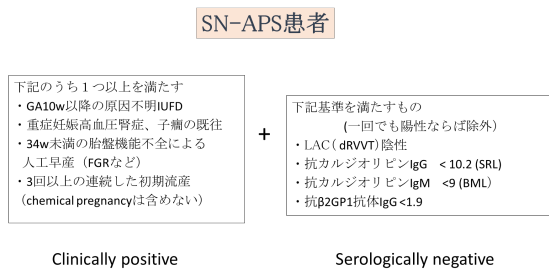 SN-APS患者
下記のうち１つ以上を満たす
・GA10w以降の原因不明IUFD
・重症妊娠高血圧腎症、子癇の既往
・34w未満の胎盤機能不全による
人工早産（FGRなど）
・3回以上の連続した初期流産
（chemical pregnancyは含めない）
+
下記基準を満たすもの
(一回でも陽性ならば除外）
・LAC（ dRVVT）陰性
・抗カルジオリピンIgG < 10.2 (SRL)
・抗カルジオリピンIgM <9 (BML)
・抗β2GP1抗体IgG <1.9
Clinically positive
Serologically negative